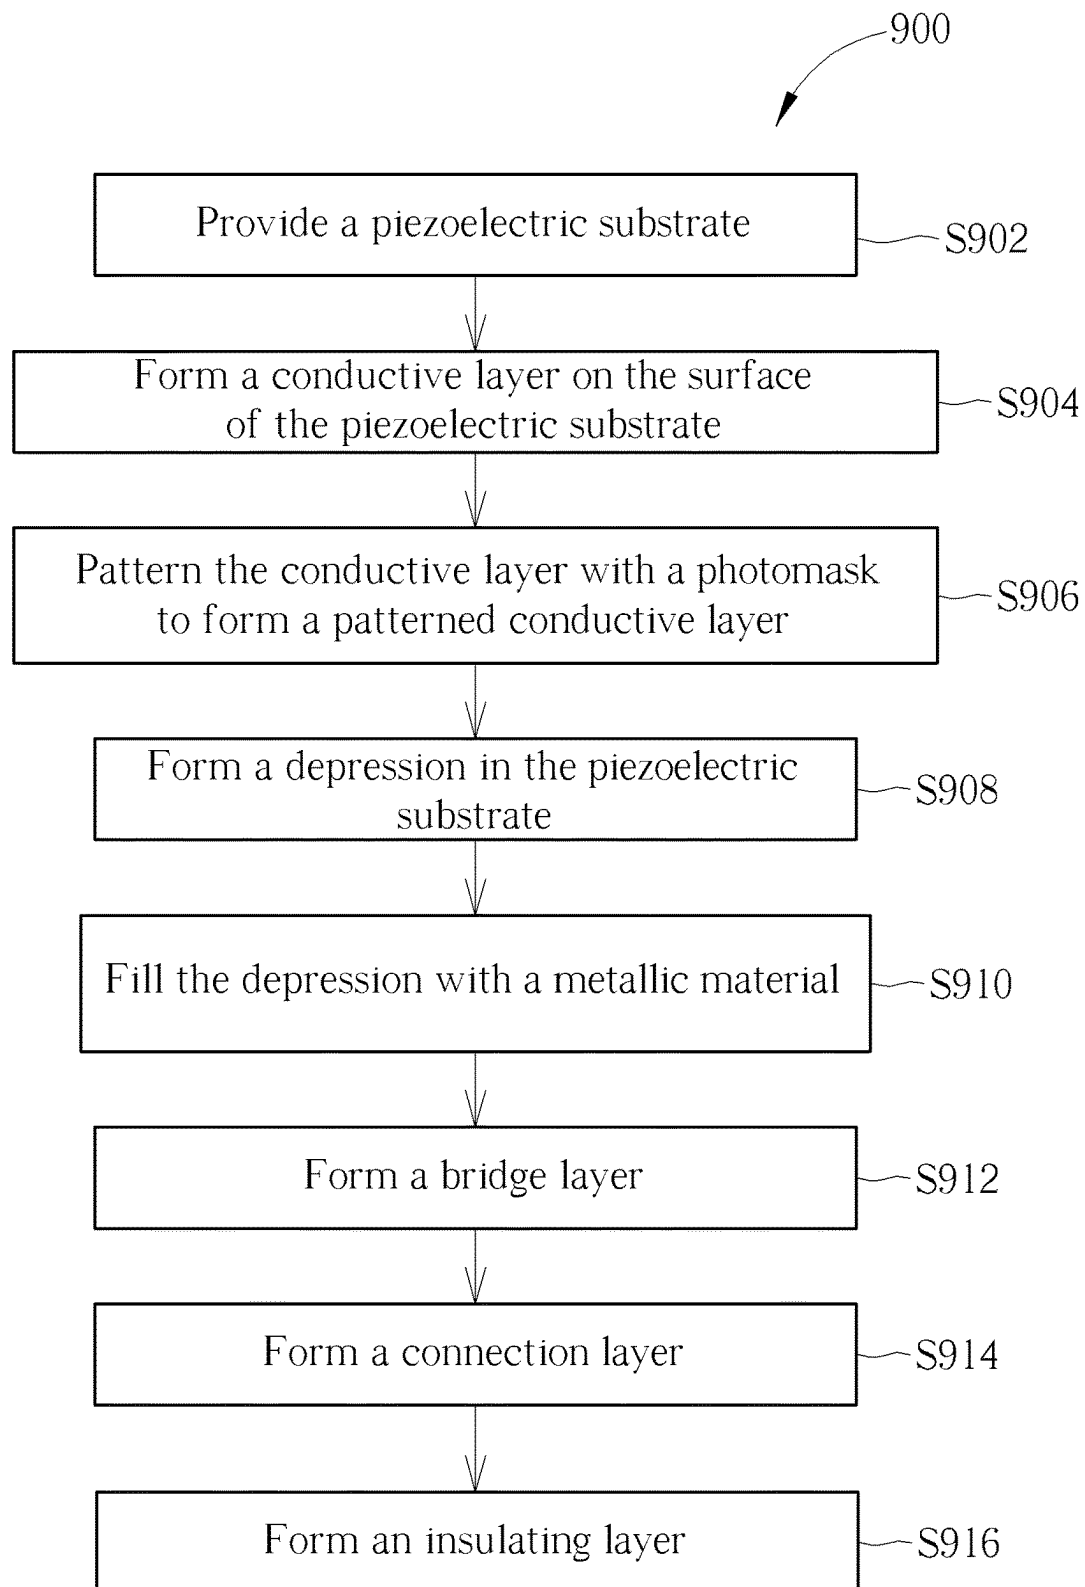 900
Provide a piezoelectric substrate
S902
Form a conductive layer on the surface
of the piezoelectric substrate
S904
Pattern the conductive layer with a photomask
to form a patterned conductive layer
S906
Form a depression in the piezoelectric
substrate
S908
Fill the depression with a metallic material
S910
Form a bridge layer
S912
Form a connection layer
S914
Form an insulating layer
S916